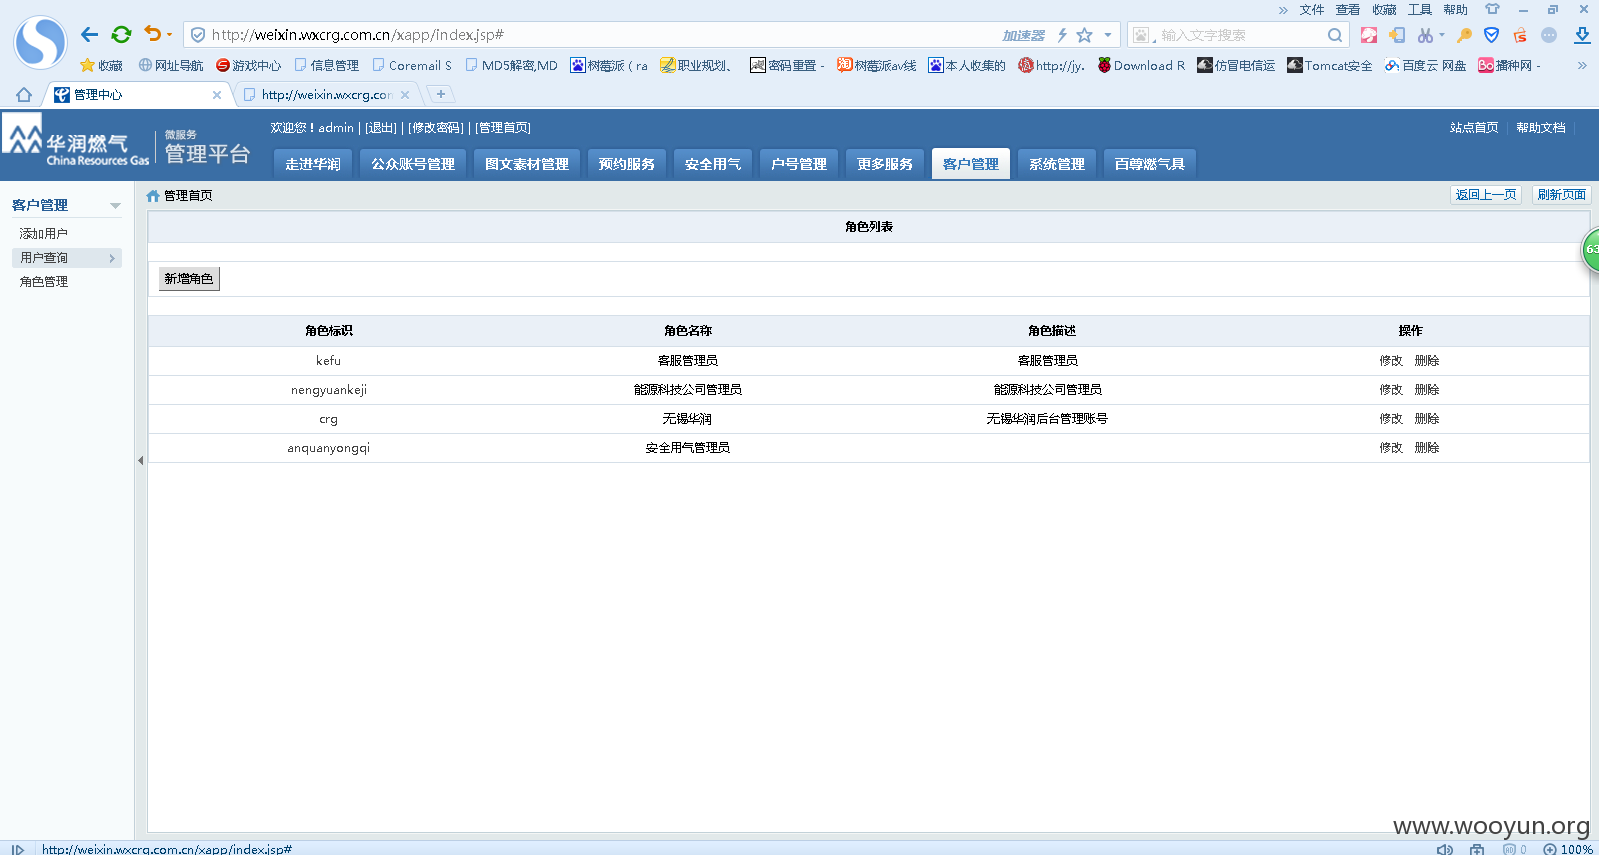 » 文件 查看 收藏 工具 帮助
http://weixin.wxcrg.com.cn/xapp/index.jsp# 加速器 输入文字搜索
收藏 网址导航 游戏中心 信息管理 Coremail S MD5解密,MD 树莓派 ( ra 职业规划、 密码重置 - 树莓派av线 本人收集的 http://jy. Download R 仿冒电信运 Tomcat安全 百度云 网盘 播种网 - »
管理中心 http://weixin.wxcrg.con
华润燃气 China Resources Gas
微服务
管理平台
欢迎您！admin | [退出] | [修改密码] | [管理首页]
站点首页 帮助文档
走进华润 公众账号管理 图文素材管理 预约服务 安全用气 户号管理 更多服务 客户管理 系统管理 百尊燃气具
客户管理
添加用户
用户查询
角色管理
管理首页 返回上一页 刷新页面
角色列表
新增角色
角色标识 角色名称 角色描述 操作
kefu 客服管理员 客服管理员 修改 删除
nengyuankeji 能源科技公司管理员 能源科技公司管理员 修改 删除
crg 无锡华润 无锡华润后台管理账号 修改 删除
anquanyongqi 安全用气管理员 修改 删除
63
www.wooyun.org
http://weixin.wxcrg.com.cn/xapp/index.jsp# 0 100%